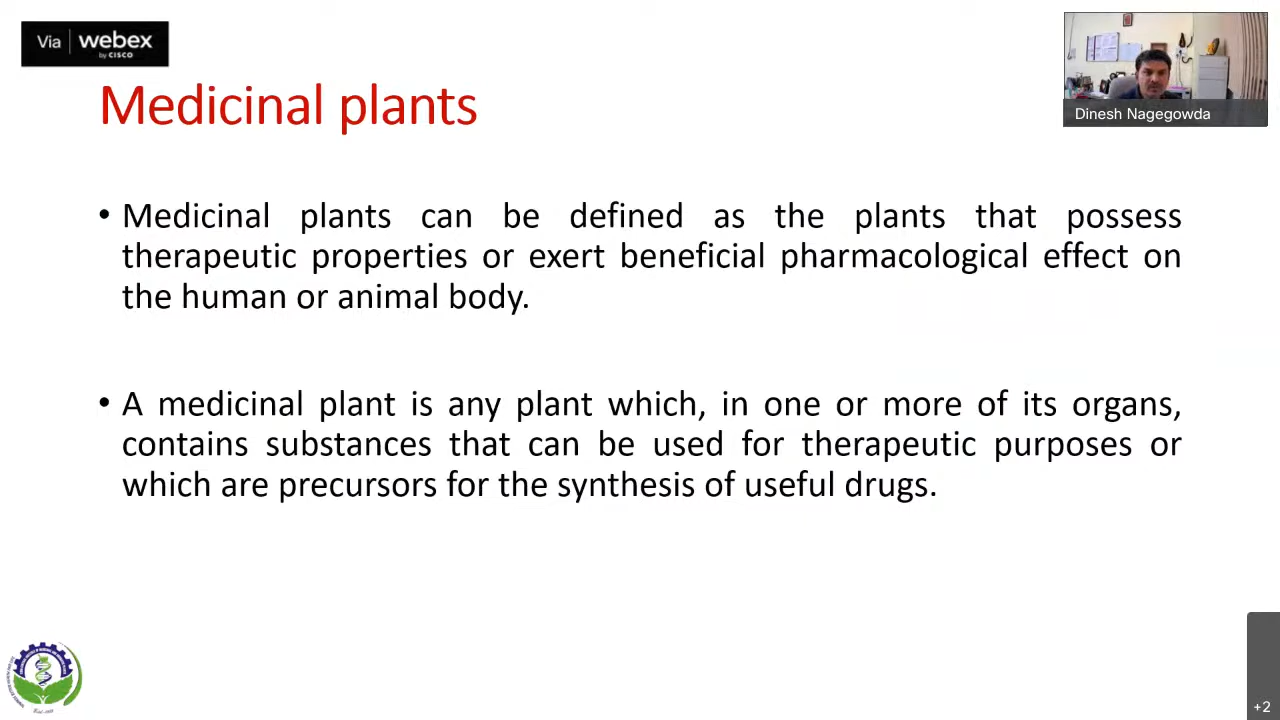 Via webex
by CISCO
Medicinal plants
Dinesh Nagegowda
• Medicinal plants can be defined as the plants that possess
therapeutic properties or exert beneficial pharmacological effect on
the human or animal body.
• A medicinal plant is any plant which, in one or more of its organs,
contains substances that can be used for therapeutic purposes or
which are precursors for the synthesis of useful drugs.
+2